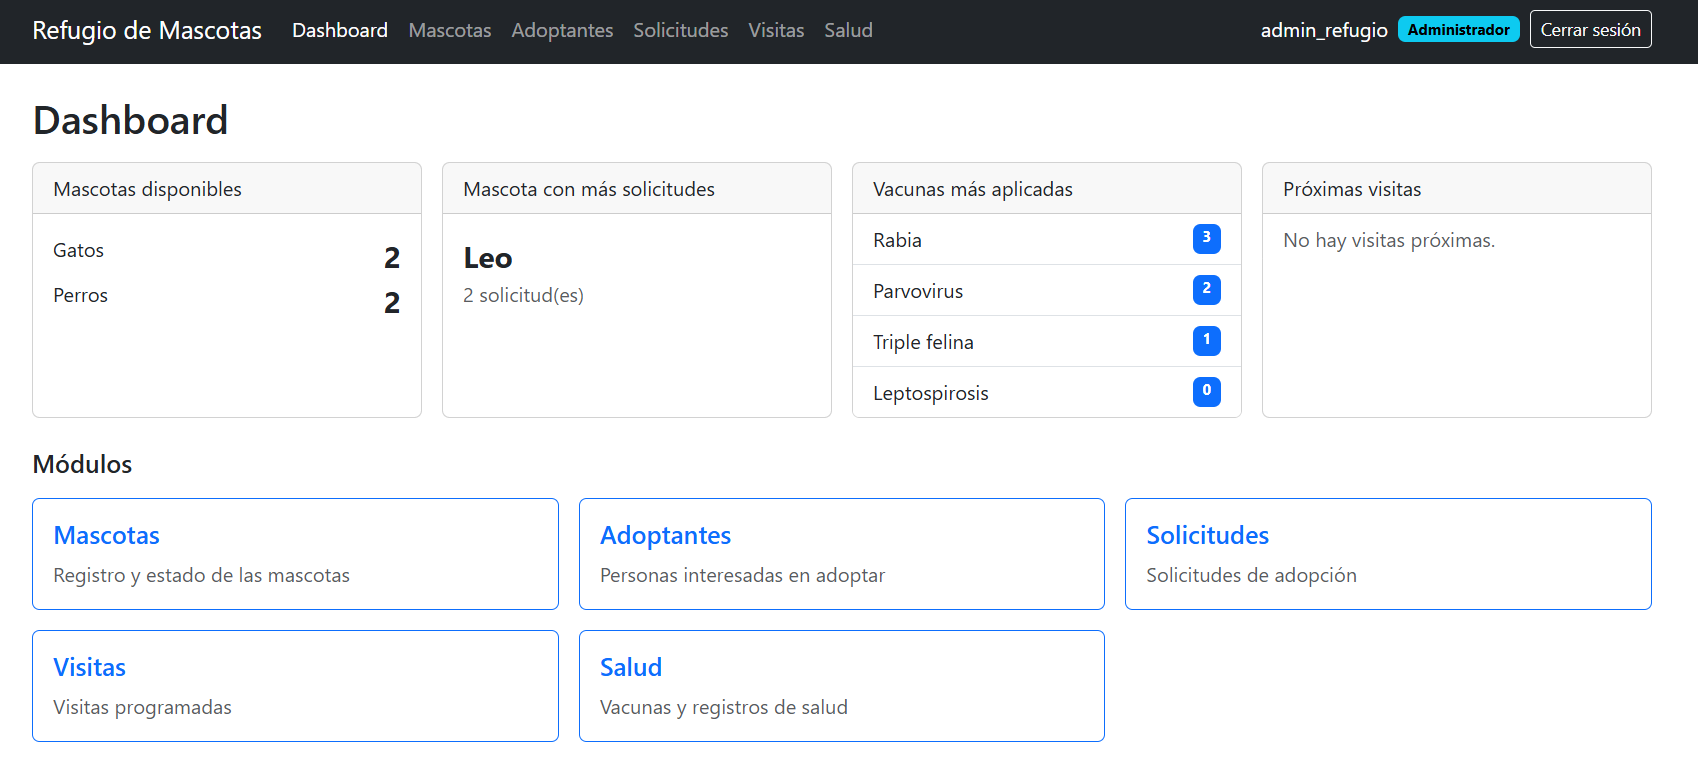 Refugio de Mascotas Dashboard Mascotas Adoptantes Solicitudes Visitas Salud admin_refugio Administrador Cerrar sesión
Dashboard
Mascotas disponibles
Gatos 2
Perros 2
Mascota con más solicitudes
Leo
2 solicitud(es)
Vacunas más aplicadas
Rabia 3
Parvovirus 2
Triple felina 1
Leptospirosis 0
Próximas visitas
No hay visitas próximas.
Módulos
Mascotas
Registro y estado de las mascotas
Adoptantes
Personas interesadas en adoptar
Solicitudes
Solicitudes de adopción
Visitas
Visitas programadas
Salud
Vacunas y registros de salud